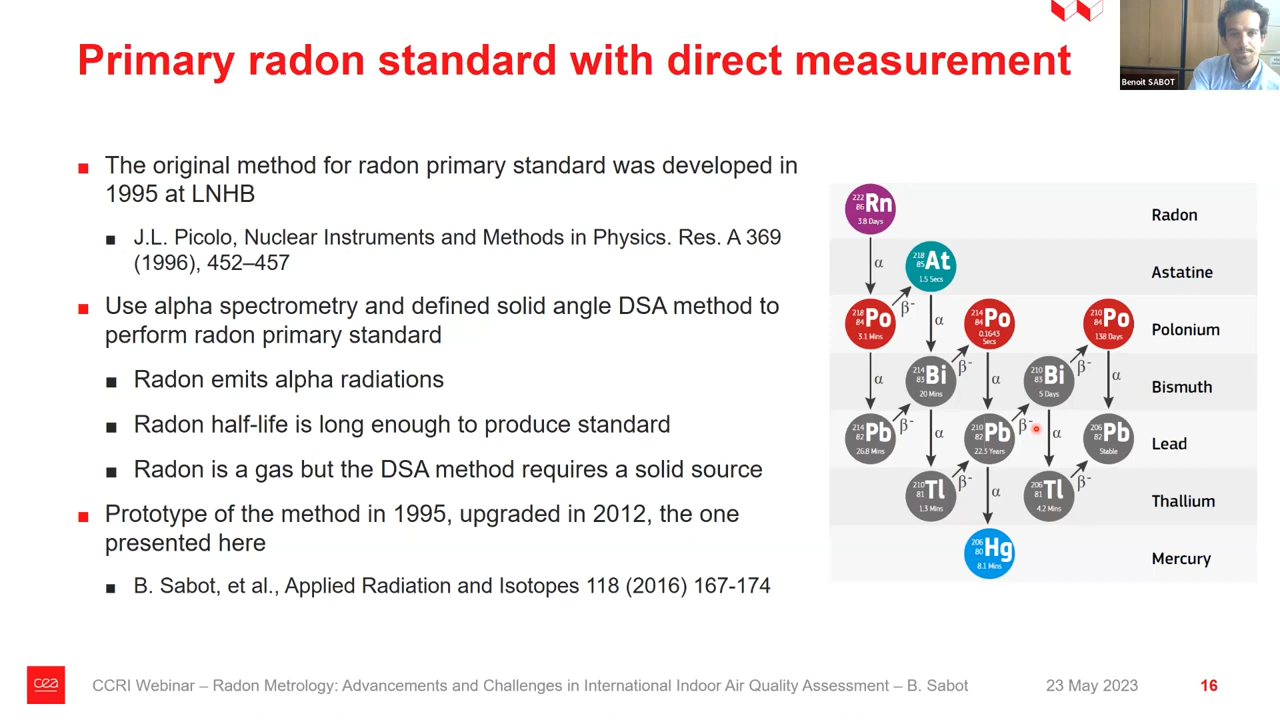 Primary radon standard with direct measurement
Benoit SABOT
■ The original method for radon primary standard was developed in
1995 at LNHB
■ J.L. Picolo, Nuclear Instruments and Methods in Physics. Res. A 369
(1996), 452–457
■ Use alpha spectrometry and defined solid angle DSA method to
perform radon primary standard
■ Radon emits alpha radiations
■ Radon half-life is long enough to produce standard
■ Radon is a gas but the DSA method requires a solid source
■ Prototype of the method in 1995, upgraded in 2012, the one
presented here
■ B. Sabot, et al., Applied Radiation and Isotopes 118 (2016) 167-174
222 86 Rn 3.8 Days
Radon
α
218 85 At 1.5 Secs
Astatine
β-
218 84 Po 3.1 Mins
α
214 84 Po 0.1643 Secs
210 84 Po 138 Days
Polonium
α
214 83 Bi 20 Mins
β-
α
210 83 Bi 5 Days
β-
α
Bismuth
214 82 Pb 26.8 Mins
β-
α
210 82 Pb 22.3 Years
β-
α
206 82 Pb Stable
Lead
210 81 Tl 1.3 Mins
β-
α
206 81 Tl 4.2 Mins
β-
Thallium
206 80 Hg 8.1 Mins
Mercury
cea
CCRI Webinar – Radon Metrology: Advancements and Challenges in International Indoor Air Quality Assessment – B. Sabot
23 May 2023
16